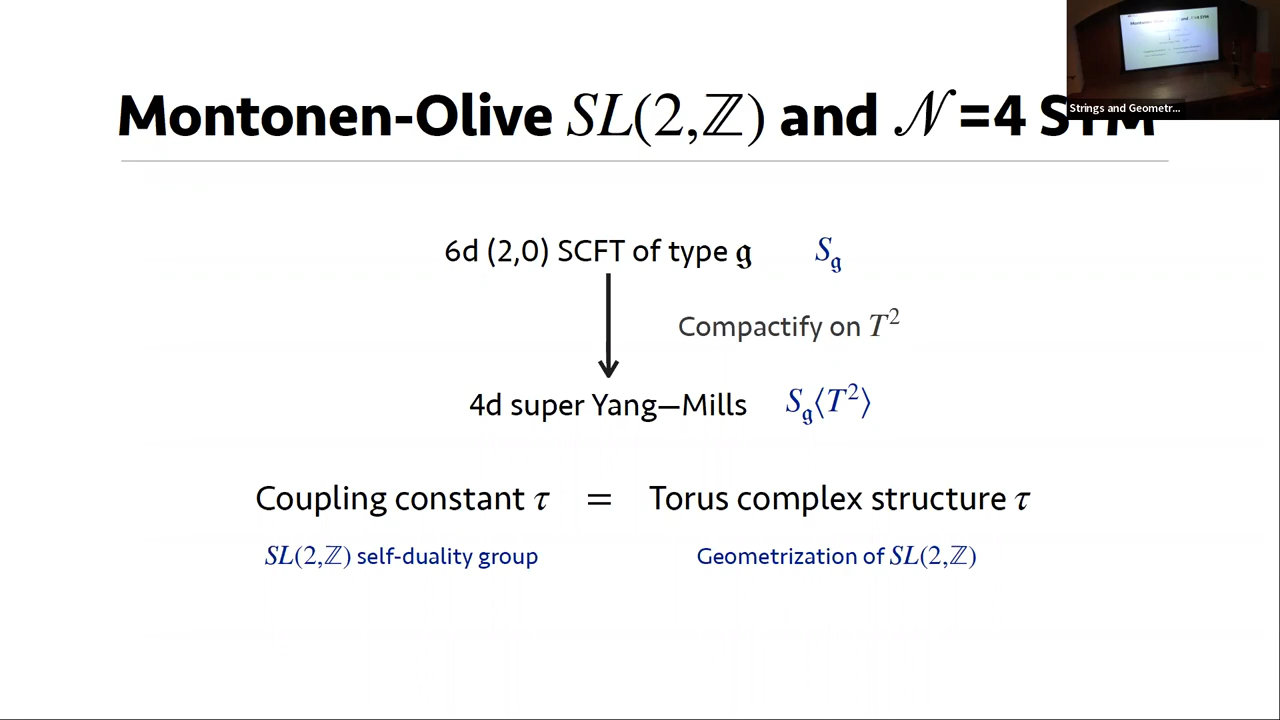 Montonen-Olive SL(2,ℤ) and 𝒩=4 SYM
Strings and Geometr...
6d (2,0) SCFT of type 𝔤 S_𝔤
Compactify on T²
4d super Yang—Mills S_𝔤⟨T²⟩
Coupling constant τ = Torus complex structure τ
SL(2,ℤ) self-duality group Geometrization of SL(2,ℤ)